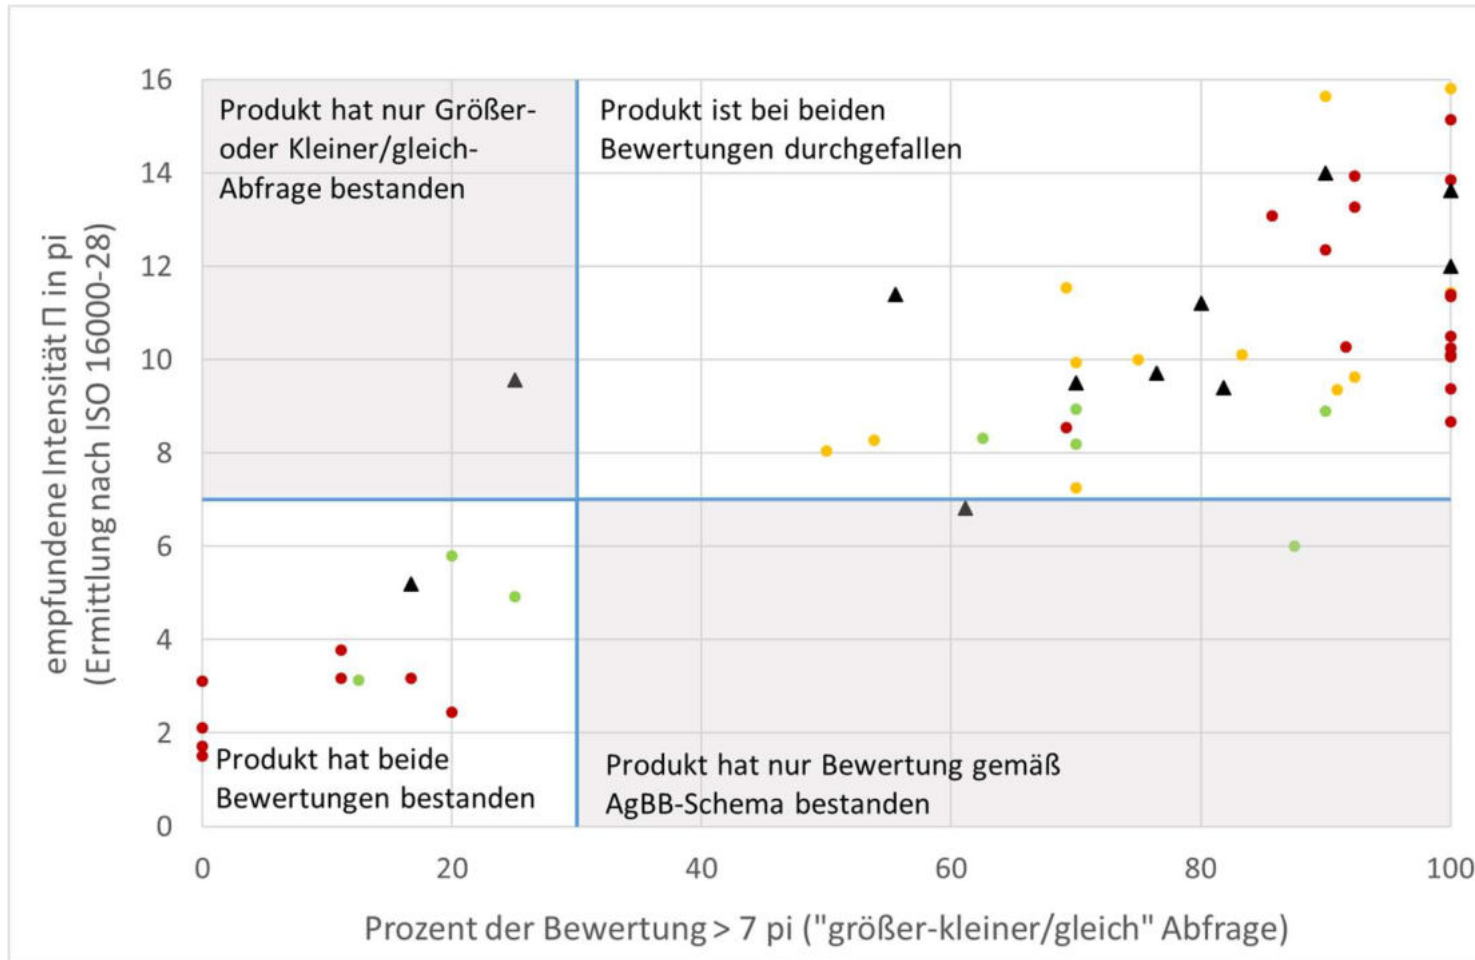 16
14
12
10
8
6
4
2
0
empfundene Intensität Π in pi
(Ermittlung nach ISO 16000-28)
Produkt hat nur Größer-
oder Kleiner/gleich-
Abfrage bestanden
Produkt ist bei beiden
Bewertungen durchgefallen
Produkt hat beide
Bewertungen bestanden
Produkt hat nur Bewertung gemäß
AgBB-Schema bestanden
0 20 40 60 80 100
Prozent der Bewertung > 7 pi ("größer-kleiner/gleich" Abfrage)